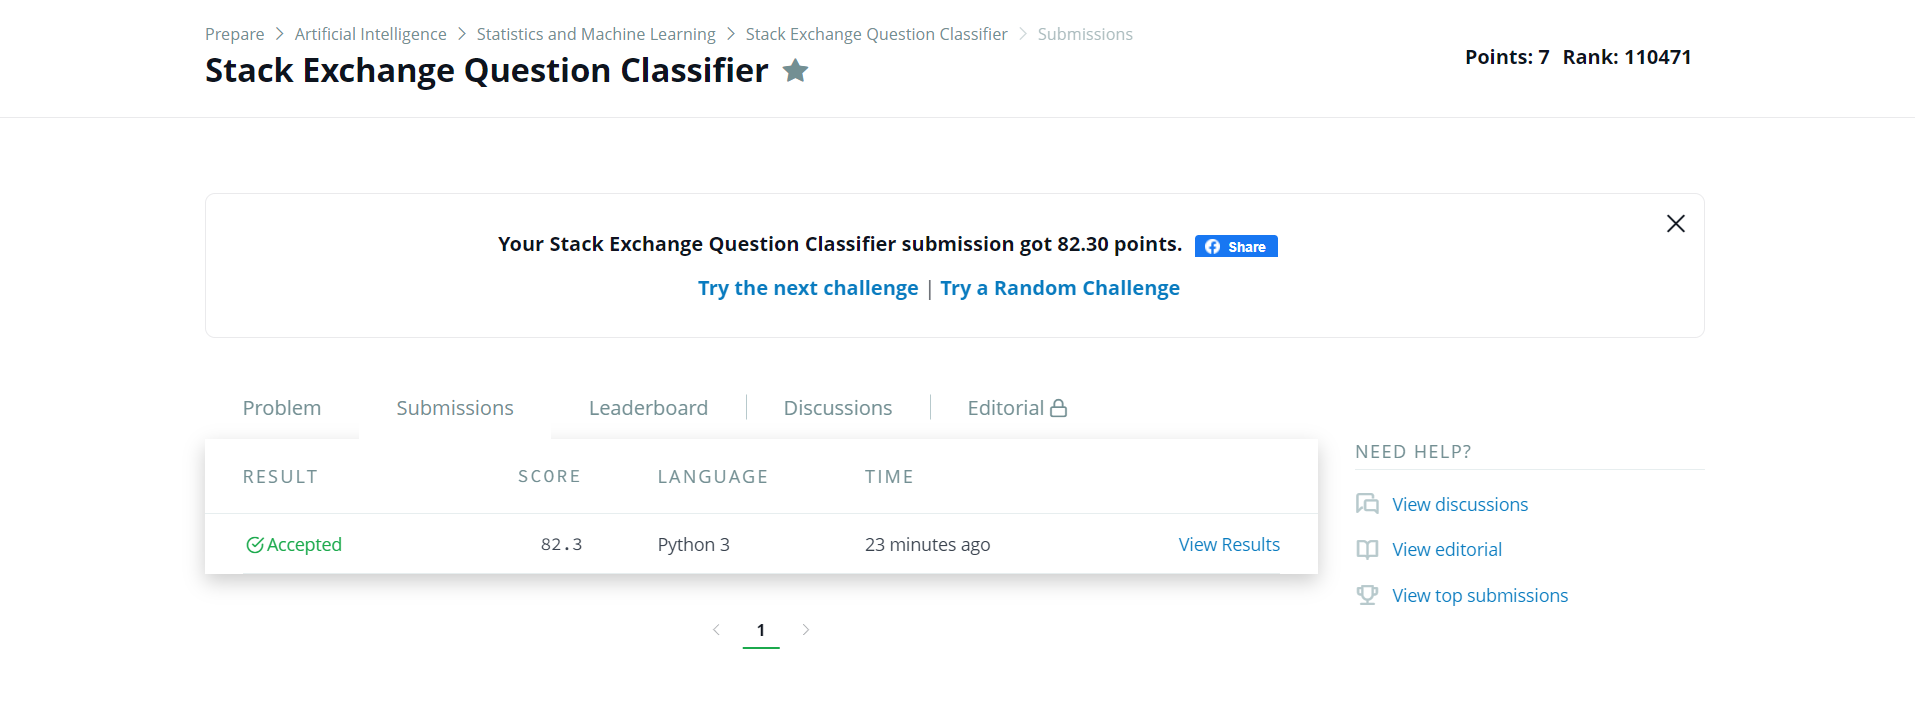 Prepare > Artificial Intelligence > Statistics and Machine Learning > Stack Exchange Question Classifier > Submissions
Stack Exchange Question Classifier
Points: 7 Rank: 110471
Your Stack Exchange Question Classifier submission got 82.30 points. Share
Try the next challenge | Try a Random Challenge
Problem Submissions Leaderboard Discussions Editorial
RESULT SCORE LANGUAGE TIME
Accepted 82.3 Python 3 23 minutes ago View Results
1
NEED HELP?
View discussions
View editorial
View top submissions